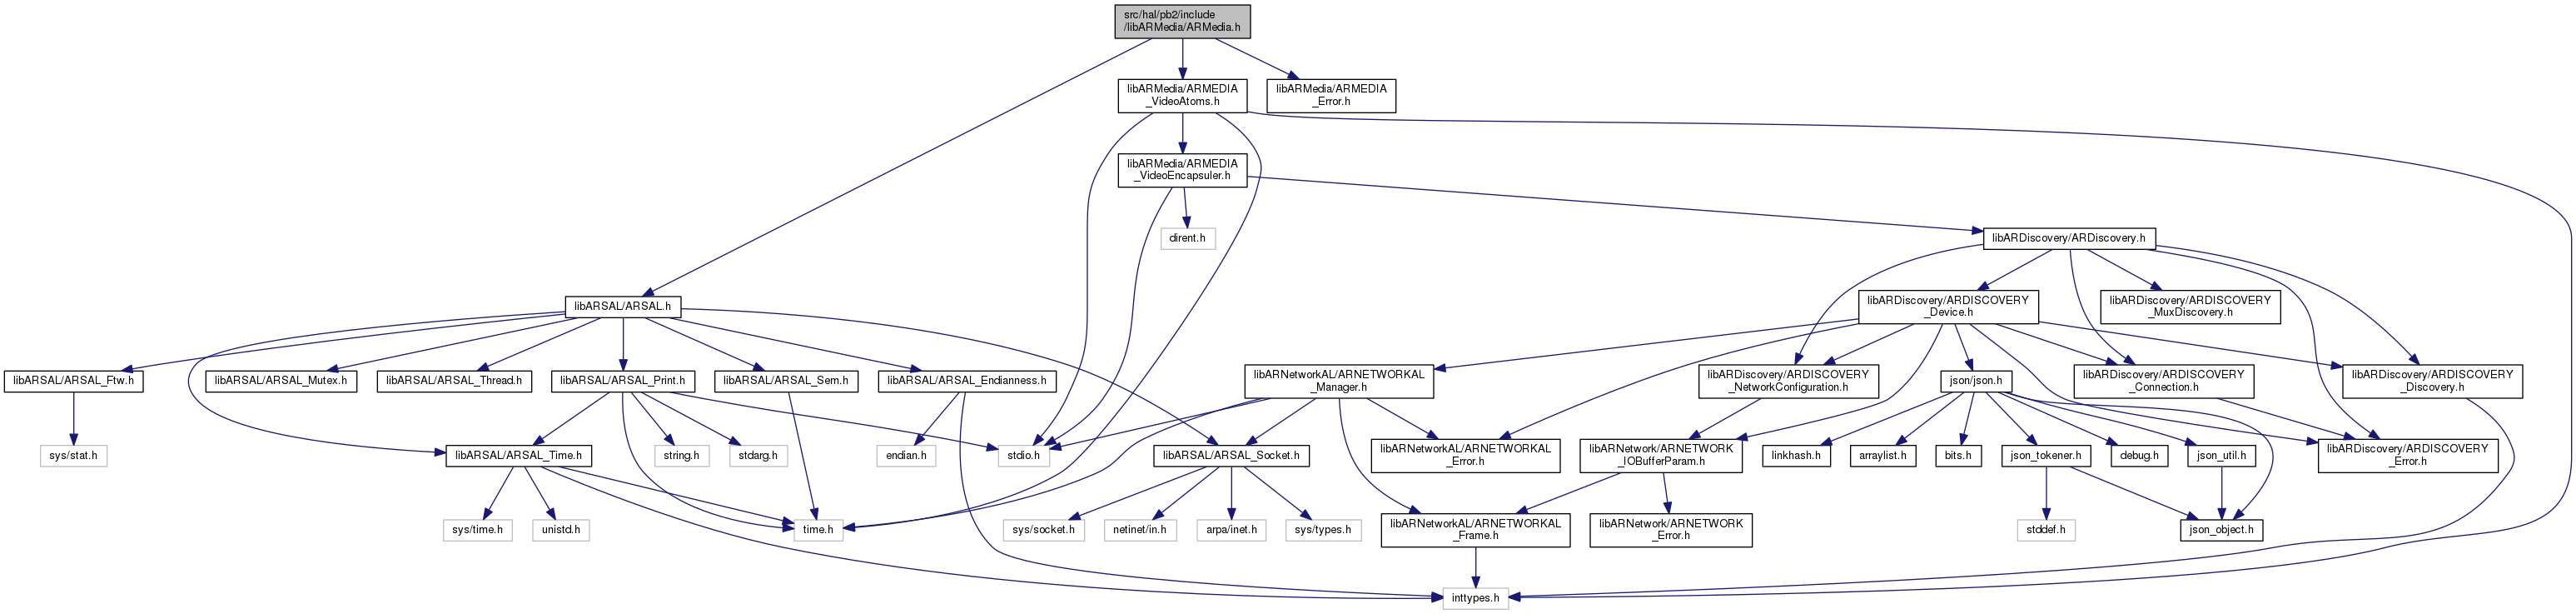 src/hal/pb2/include
/libARMedia/ARMedia.h
libARMedia/ARMEDIA
_VideoAtoms.h
libARMedia/ARMEDIA
_Error.h
libARMedia/ARMEDIA
_VideoEncapsuler.h
dirent.h
libARDiscovery/ARDiscovery.h
libARSAL/ARSAL.h
libARDiscovery/ARDISCOVERY
_Device.h
libARDiscovery/ARDISCOVERY
_MuxDiscovery.h
libARSAL/ARSAL_Ftw.h
libARSAL/ARSAL_Mutex.h
libARSAL/ARSAL_Thread.h
libARSAL/ARSAL_Print.h
libARSAL/ARSAL_Sem.h
libARSAL/ARSAL_Endianness.h
libARNetworkAL/ARNETWORKAL
_Manager.h
libARDiscovery/ARDISCOVERY
_NetworkConfiguration.h
json/json.h
libARDiscovery/ARDISCOVERY
_Connection.h
libARDiscovery/ARDISCOVERY
_Discovery.h
sys/stat.h
libARSAL/ARSAL_Time.h
string.h
stdarg.h
endian.h
stdio.h
libARSAL/ARSAL_Socket.h
libARNetworkAL/ARNETWORKAL
_Error.h
libARNetwork/ARNETWORK
_IOBufferParam.h
linkhash.h
arraylist.h
bits.h
json_tokener.h
debug.h
json_util.h
libARDiscovery/ARDISCOVERY
_Error.h
sys/time.h
unistd.h
time.h
sys/socket.h
netinet/in.h
arpa/inet.h
sys/types.h
libARNetworkAL/ARNETWORKAL
_Frame.h
libARNetwork/ARNETWORK
_Error.h
stddef.h
json_object.h
inttypes.h